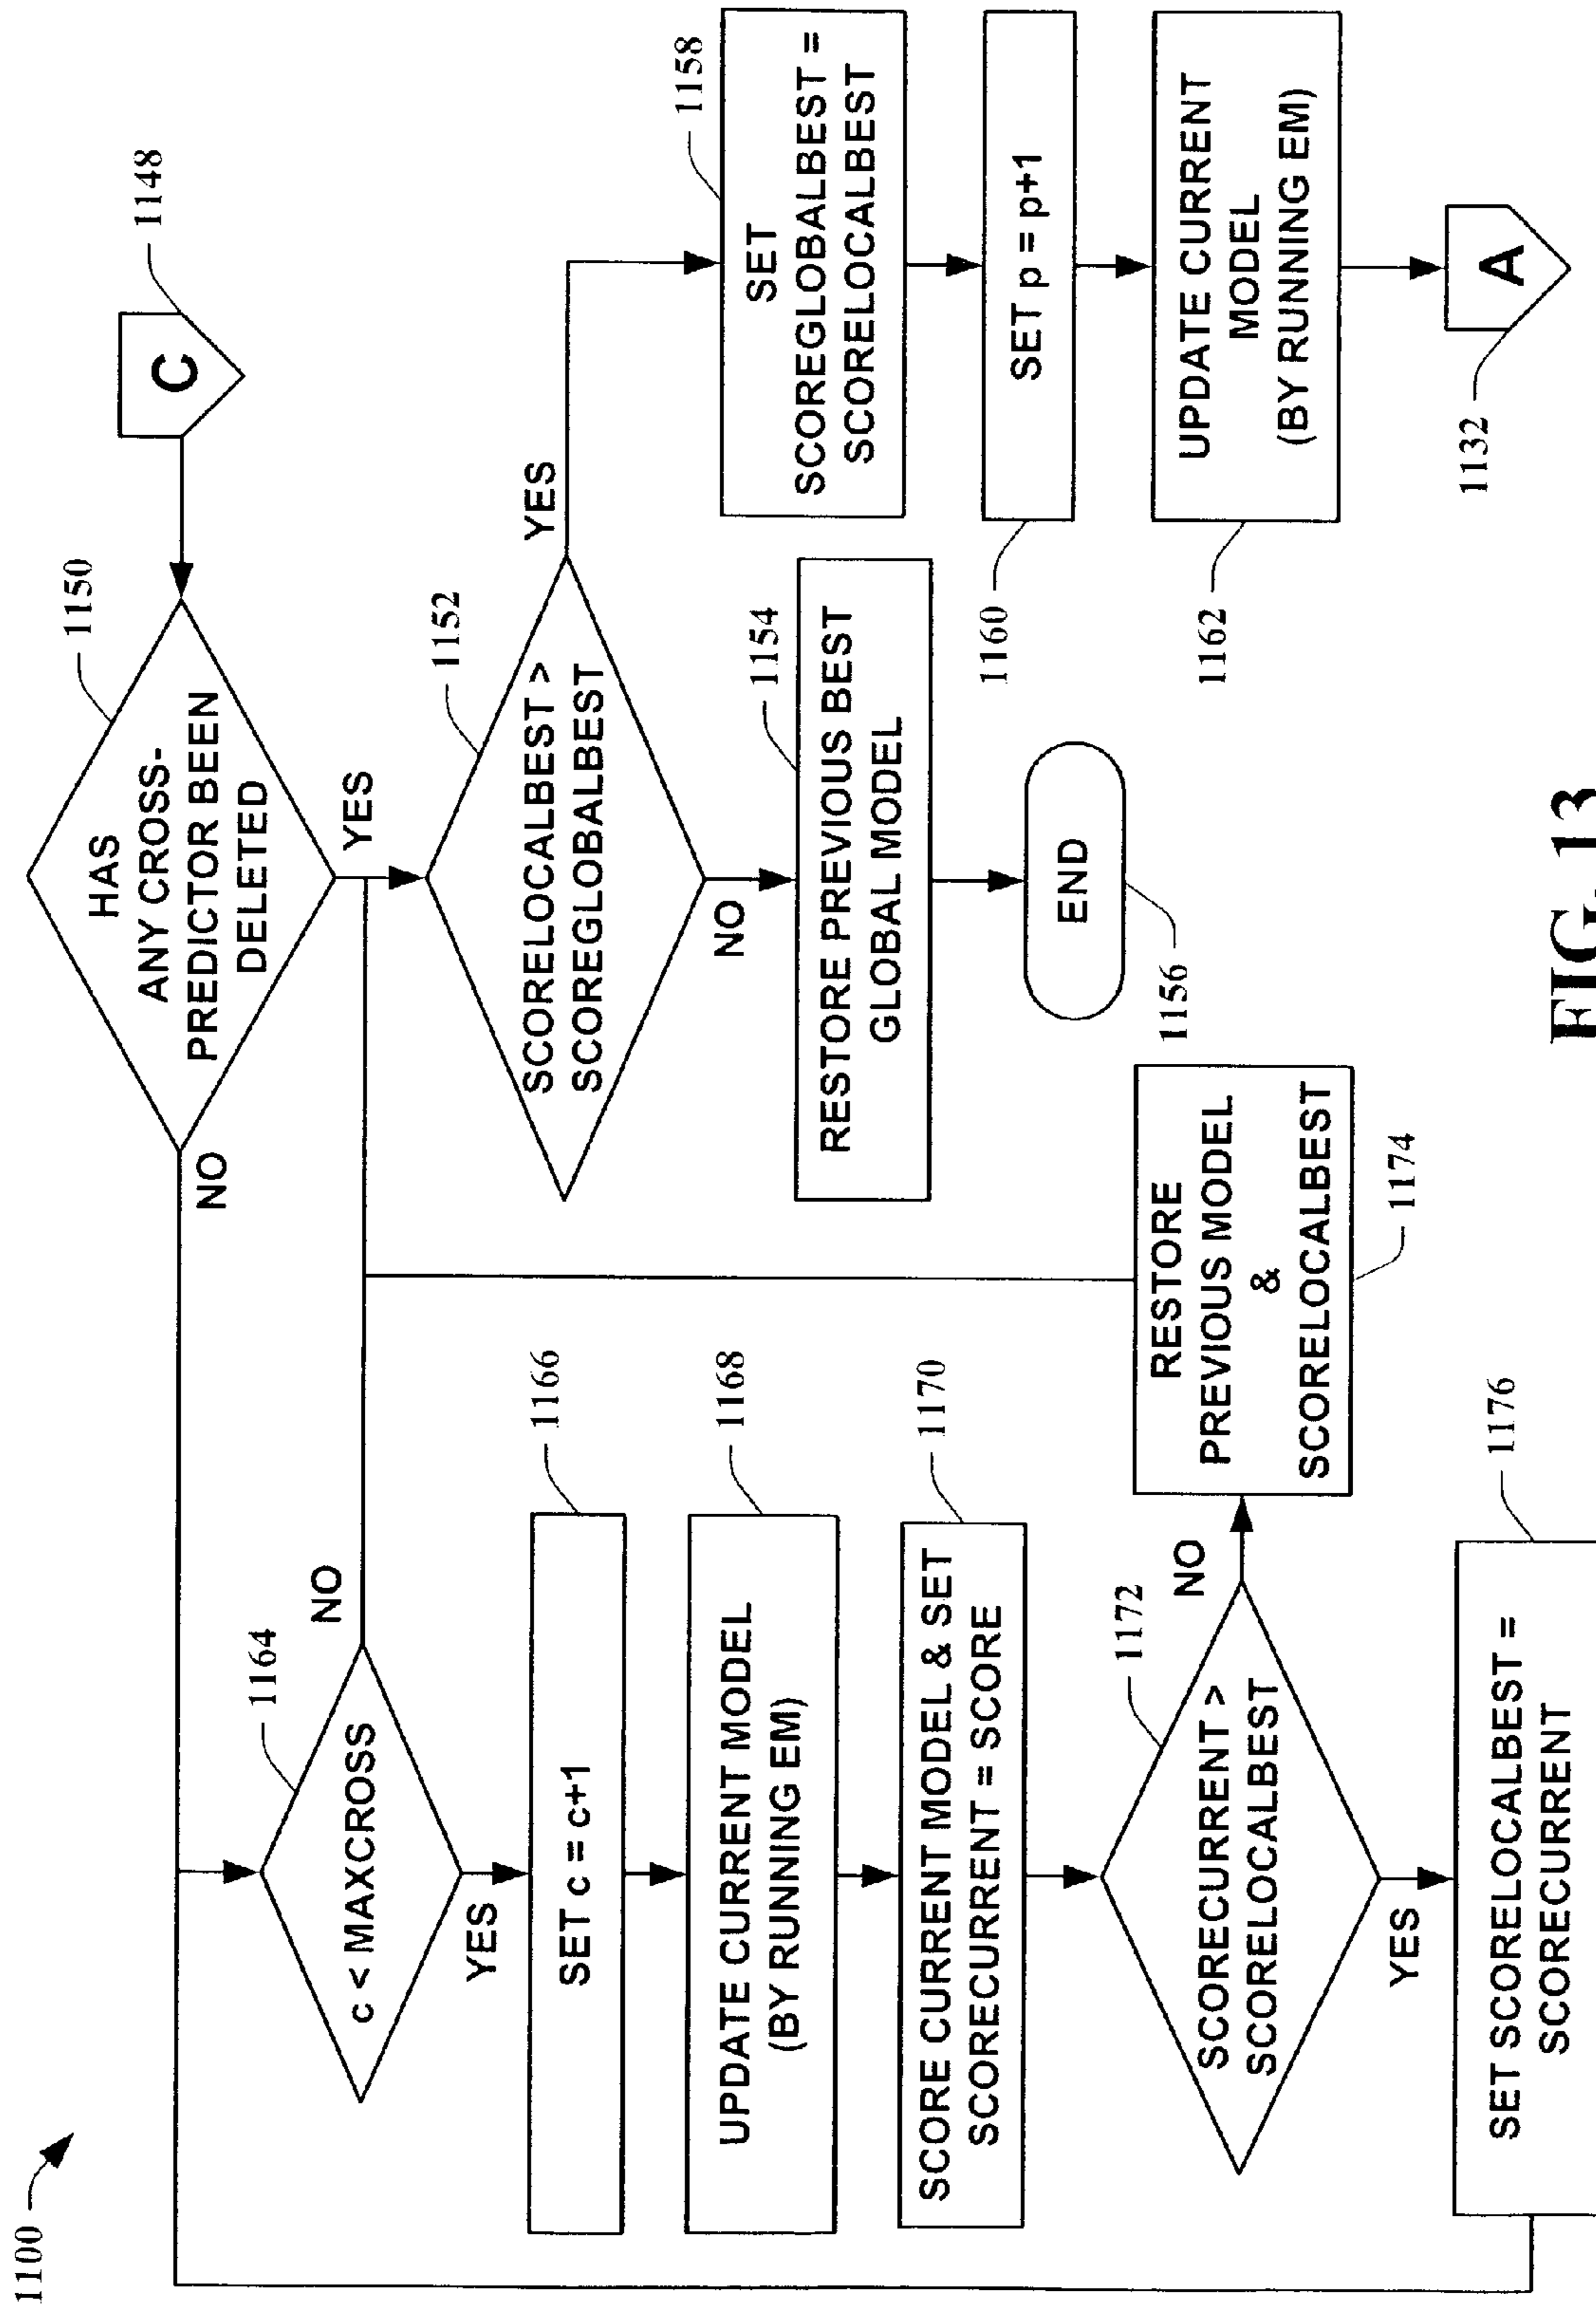 1100
C
1148
HAS
ANY CROSS-
PREDICTOR BEEN
DELETED
1150
NO
YES
c < MAXCROSS
1164
NO
YES
SET c = c+1
1166
UPDATE CURRENT MODEL
(BY RUNNING EM)
1168
SCORE CURRENT MODEL & SET
SCORECURRENT = SCORE
1170
SCORECURRENT >
SCORELOCALBEST
1172
NO
YES
RESTORE
PREVIOUS MODEL
&
SCORELOCALBEST
1174
SET SCORELOCALBEST =
SCORECURRENT
1176
SCORELOCALBEST >
SCOREGLOBALBEST
1152
YES
NO
RESTORE PREVIOUS BEST
GLOBAL MODEL
1154
END
1156
SET
SCOREGLOBALBEST =
SCORELOCALBEST
1158
SET p = p+1
1160
UPDATE CURRENT
MODEL
(BY RUNNING EM)
1162
A
1132
FIG. 13